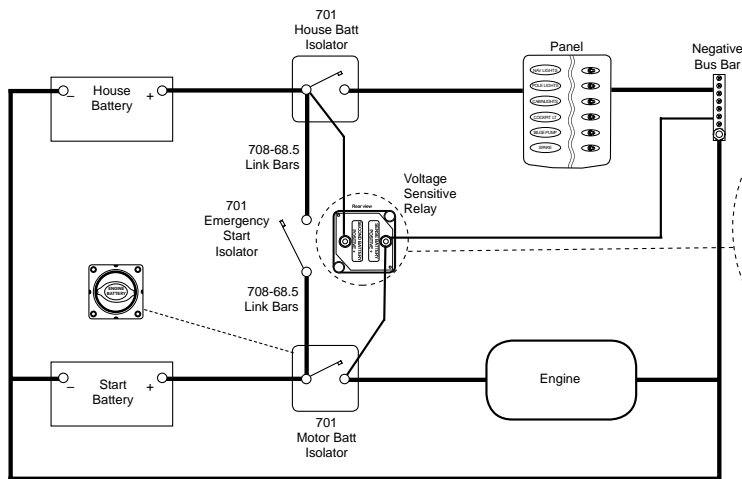 701
House Batt
Isolator
Panel
Negative
Bus Bar
House
Battery
–
+
NAV LIGHTS
POLE LIGHTS
CABIN LIGHTS
COCKPIT LT
BILGE PUMP
SPARE
708-68.5
Link Bars
Voltage
Sensitive
Relay
Rear view
701
Emergency
Start
Isolator
708-68.5
Link Bars
ENGINE
BATTERY
Start
Battery
–
+
Engine
701
Motor Batt
Isolator